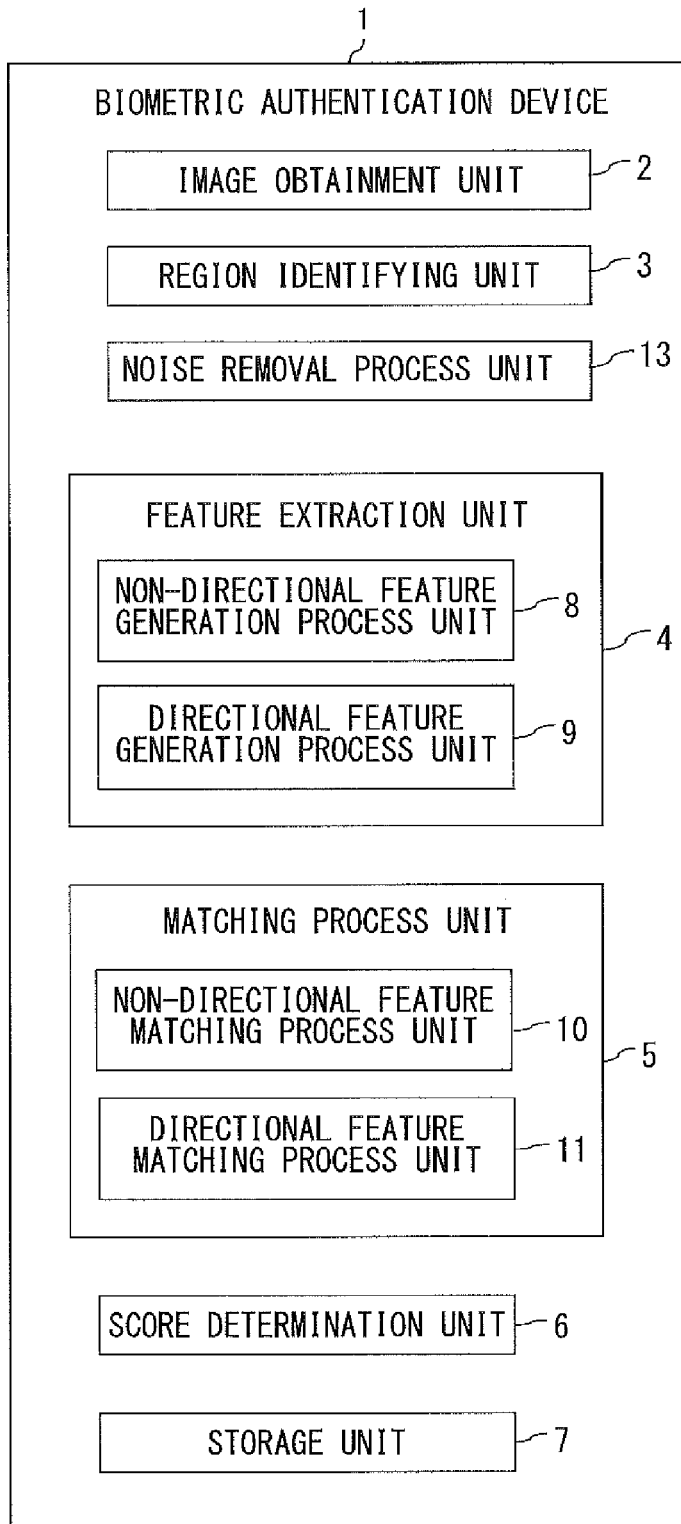 1
BIOMETRIC AUTHENTICATION DEVICE
IMAGE OBTAINMENT UNIT
2
REGION IDENTIFYING UNIT
3
NOISE REMOVAL PROCESS UNIT
13
FEATURE EXTRACTION UNIT
NON-DIRECTIONAL FEATURE
GENERATION PROCESS UNIT
8
4
DIRECTIONAL FEATURE
GENERATION PROCESS UNIT
9
MATCHING PROCESS UNIT
NON-DIRECTIONAL FEATURE
MATCHING PROCESS UNIT
10
5
DIRECTIONAL FEATURE
MATCHING PROCESS UNIT
11
SCORE DETERMINATION UNIT
6
STORAGE UNIT
7